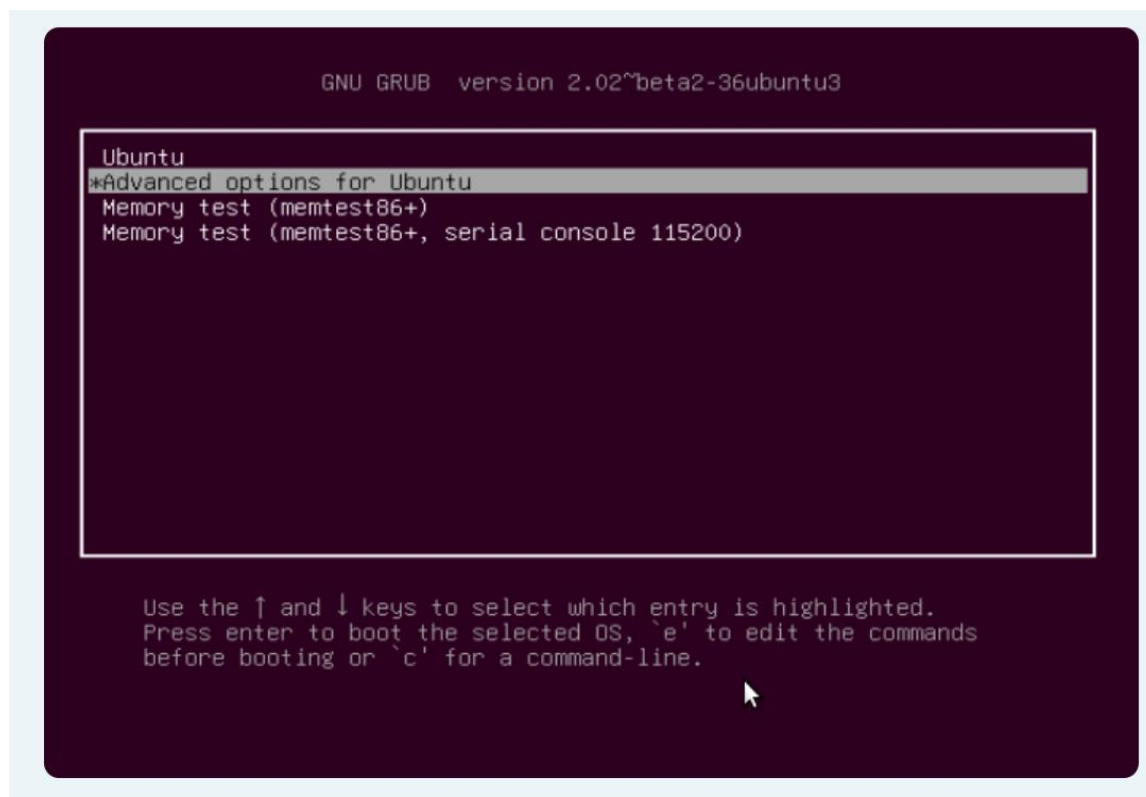 GNU GRUB  version 2.02~beta2-36ubuntu3
Ubuntu
*Advanced options for Ubuntu
Memory test (memtest86+)
Memory test (memtest86+, serial console 115200)
Use the ↑ and ↓ keys to select which entry is highlighted.
Press enter to boot the selected OS, `e' to edit the commands
before booting or `c' for a command-line.